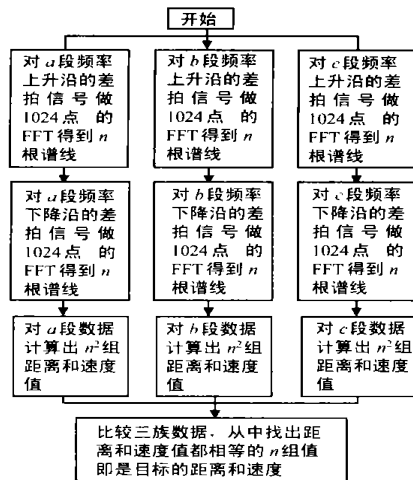 开始
对a段频率
上升沿的差
拍信号做
1024点的
FFT得到n
根谱线
对b段频率
上升沿的差
拍信号做
1024点的
FFT得到n
根谱线
对c段频率
上升沿的差
拍信号做
1024点的
FFT得到n
根谱线
对a段频率
下降沿的差
拍信号做
1024点的
FFT得到n
根谱线
对b段频率
下降沿的差
拍信号做
1024点的
FFT得到n
根谱线
对c段频率
下降沿的差
拍信号做
1024点的
FFT得到n
根谱线
对a段数据
计算出n²组
距离和速度
值
对b段数据
计算出n²组
距离和速度
值
对c段数据
计算出n²组
距离和速度
值
比较三族数据，从中找出距
离和速度值都相等的n组值
即是目标的距离和速度